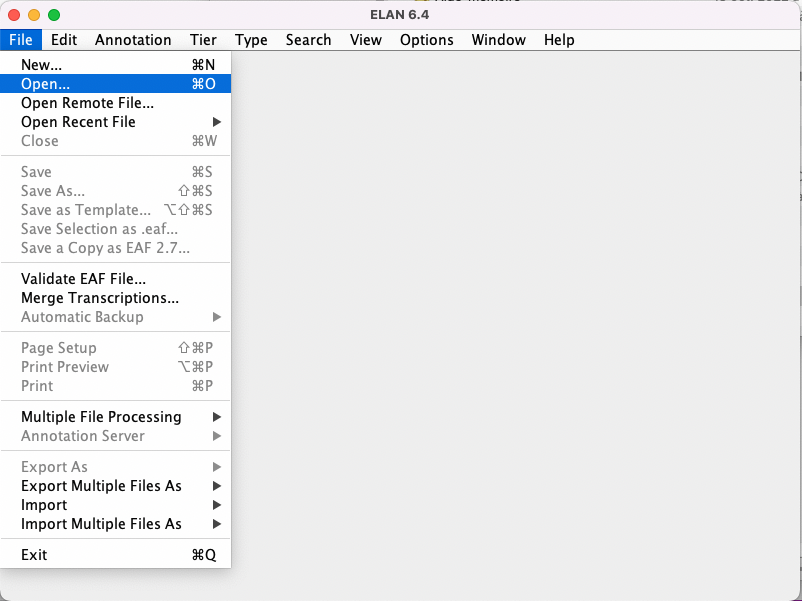 ELAN 6.4
File Edit Annotation Tier Type Search View Options Window Help
New... ⌘N
Open... ⌘O
Open Remote File...
Open Recent File ▶
Close ⌘W
Save ⌘S
Save As... ⇧⌘S
Save as Template... ⌥⇧⌘S
Save Selection as .eaf...
Save a Copy as EAF 2.7...
Validate EAF File...
Merge Transcriptions...
Automatic Backup ▶
Page Setup ⇧⌘P
Print Preview ⌥⌘P
Print ⌘P
Multiple File Processing ▶
Annotation Server ▶
Export As ▶
Export Multiple Files As ▶
Import ▶
Import Multiple Files As ▶
Exit ⌘Q